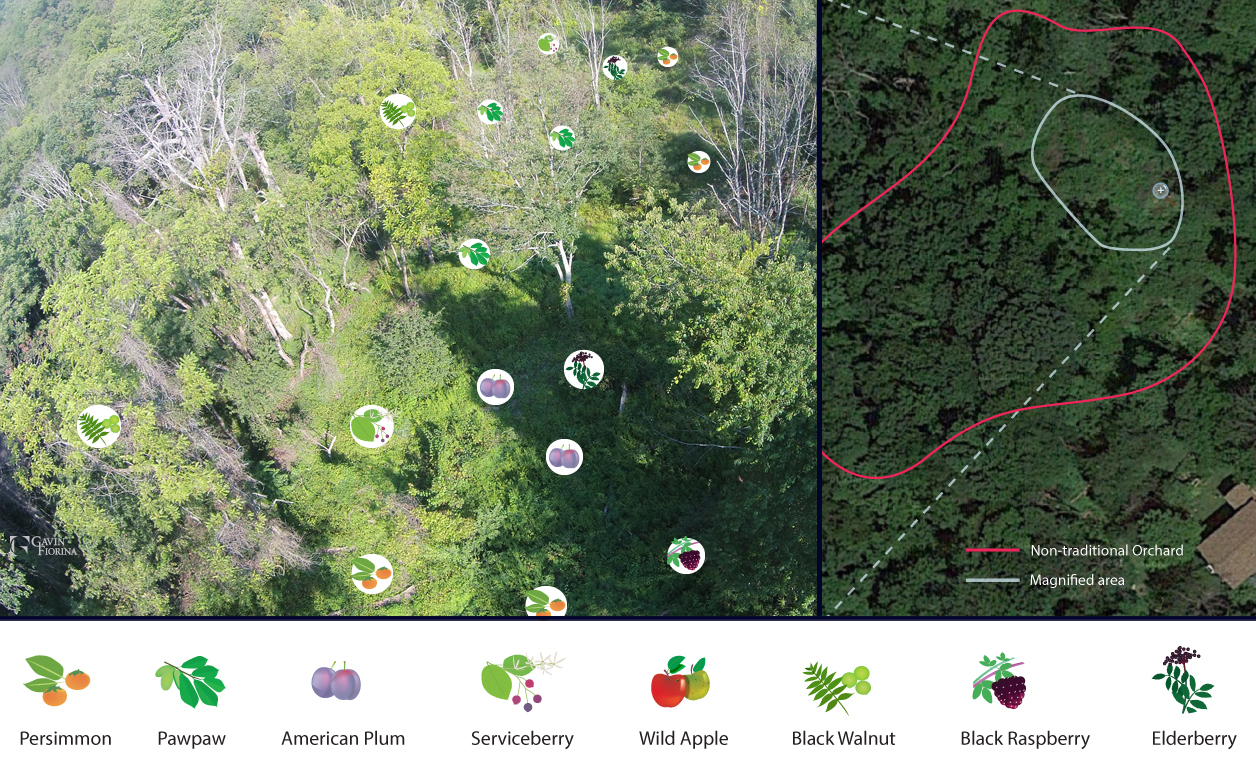 GAVIN
FIORINA
Non-traditional Orchard
Magnified area
Persimmon
Pawpaw
American Plum
Serviceberry
Wild Apple
Black Walnut
Black Raspberry
Elderberry